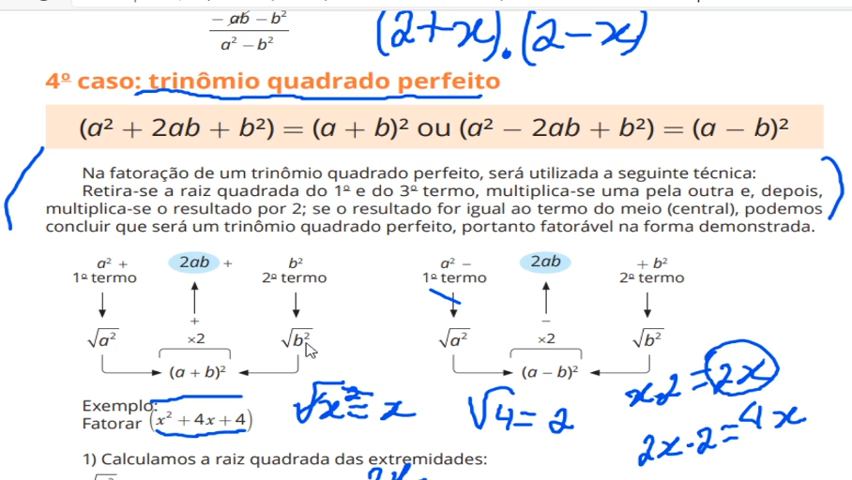 − ab − b²
a² − b²
(2+x).(2−x)
4º caso: trinômio quadrado perfeito
(a² + 2ab + b²) = (a + b)² ou (a² − 2ab + b²) = (a − b)²
Na fatoração de um trinômio quadrado perfeito, será utilizada a seguinte técnica:
Retira-se a raiz quadrada do 1º e do 3º termo, multiplica-se uma pela outra e, depois,
multiplica-se o resultado por 2; se o resultado for igual ao termo do meio (central), podemos
concluir que será um trinômio quadrado perfeito, portanto fatorável na forma demonstrada.
a² + 2ab + b² a² − 2ab + b²
1º termo 2º termo 1º termo 2º termo
+ −
√a² ×2 √b² √a² ×2 √b²
(a + b)² (a − b)²
x.2 = 2x
Exemplo:
Fatorar (x² + 4x + 4)
√x² = x √4 = 2 2x.2 = 4x
1) Calculamos a raiz quadrada das extremidades: